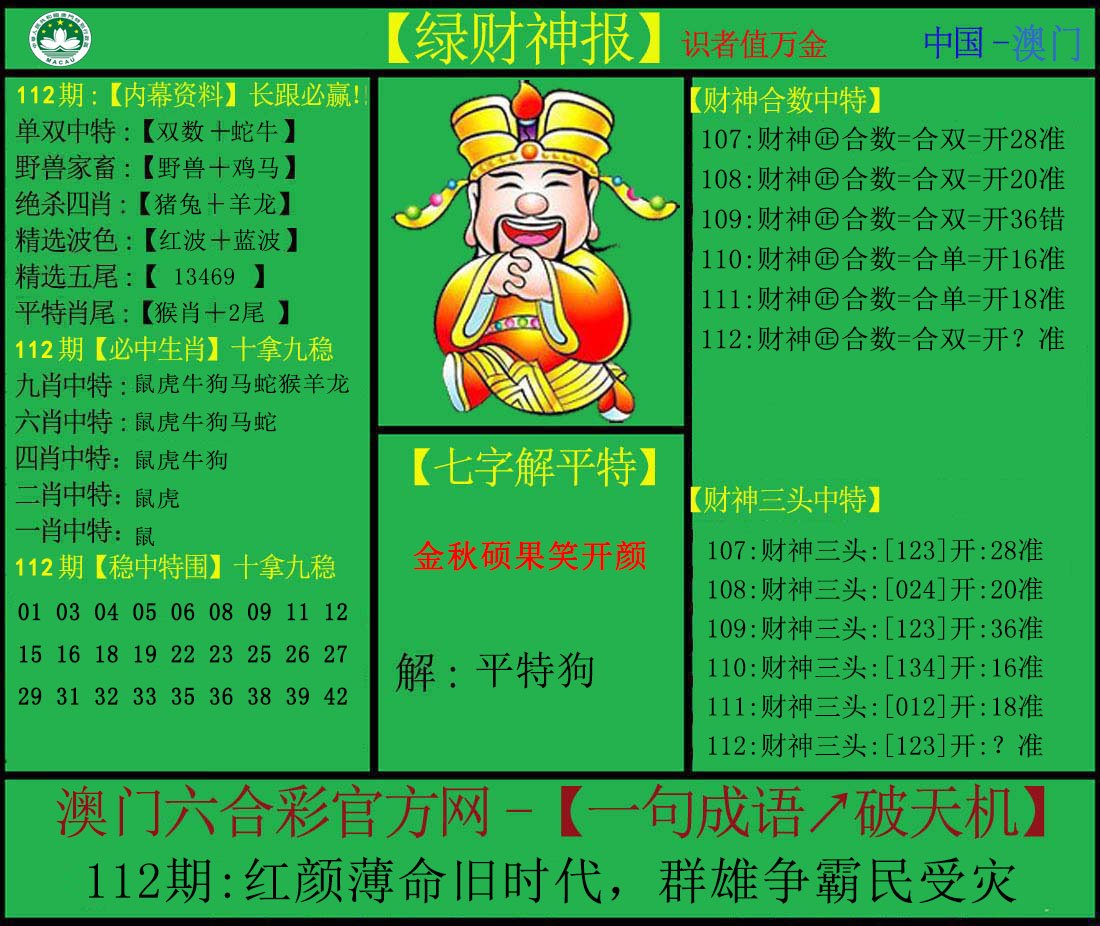 【绿财神报】识者值万金 中国-澳门
MACAU
112期:【内幕资料】长跟必赢!!
单双中特:【双数+蛇牛】
野兽家畜:【野兽+鸡马】
绝杀四肖:【猪兔+羊龙】
精选波色:【红波+蓝波】
精选五尾:【 13469 】
平特肖尾:【猴肖+2尾 】
112期【必中生肖】十拿九稳
九肖中特:鼠虎牛狗马蛇猴羊龙
六肖中特:鼠虎牛狗马蛇
四肖中特：鼠虎牛狗
二肖中特：鼠虎
一肖中特：鼠
112期【稳中特围】十拿九稳
01 03 04 05 06 08 09 11 12
15 16 18 19 22 23 25 26 27
29 31 32 33 35 36 38 39 42
【七字解平特】
金秋硕果笑开颜
解：平特狗
【财神合数中特】
107:财神㊣合数=合双=开28准
108:财神㊣合数=合双=开20准
109:财神㊣合数=合双=开36错
110:财神㊣合数=合单=开16准
111:财神㊣合数=合单=开18准
112:财神㊣合数=合双=开？准
【财神三头中特】
107:财神三头:[123]开:28准
108:财神三头:[024]开:20准
109:财神三头:[123]开:36准
110:财神三头:[134]开:16准
111:财神三头:[012]开:18准
112:财神三头:[123]开:？准
澳门六合彩官方网-【一句成语↗破天机】
112期:红颜薄命旧时代，群雄争霸民受灾